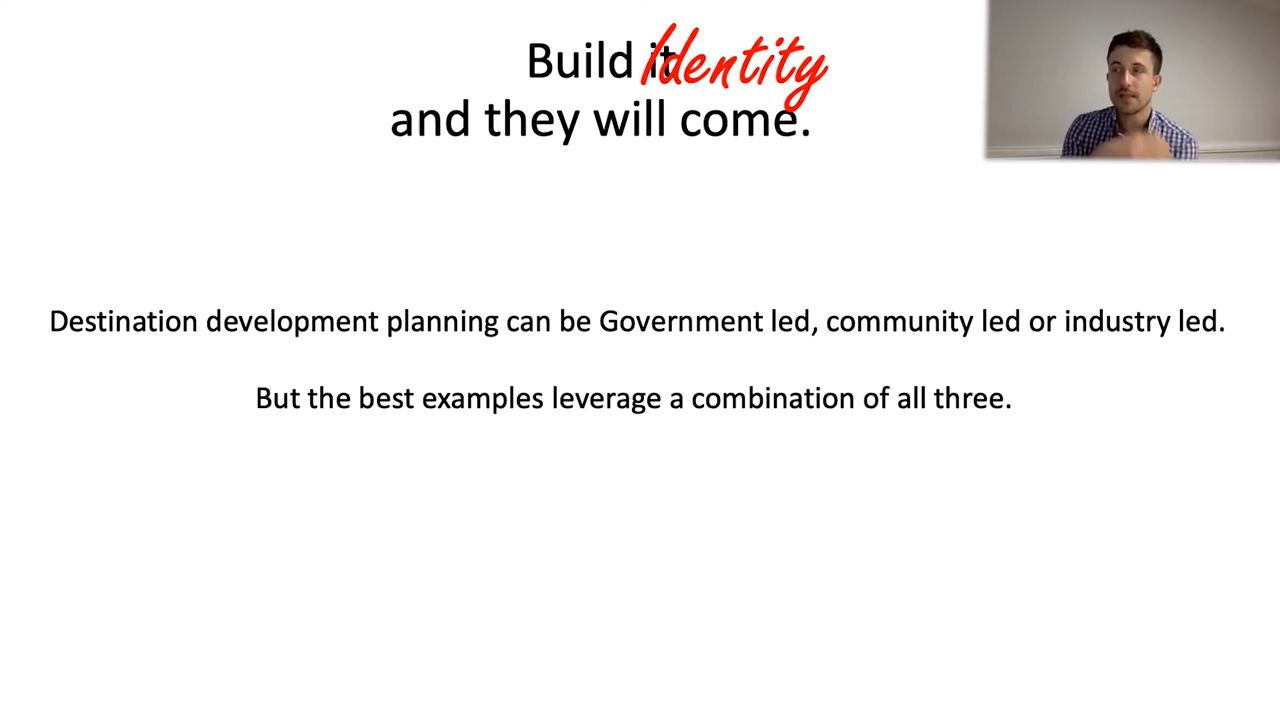 Build it Identity
and they will come.
Destination development planning can be Government led, community led or industry led.
But the best examples leverage a combination of all three.